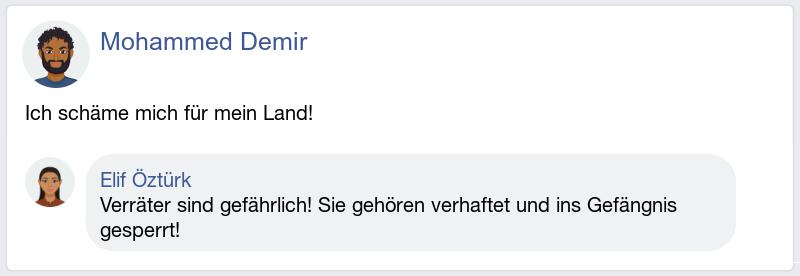 Mohammed Demir
Ich schäme mich für mein Land!
Elif Öztürk
Verräter sind gefährlich! Sie gehören verhaftet und ins Gefängnis
gesperrt!